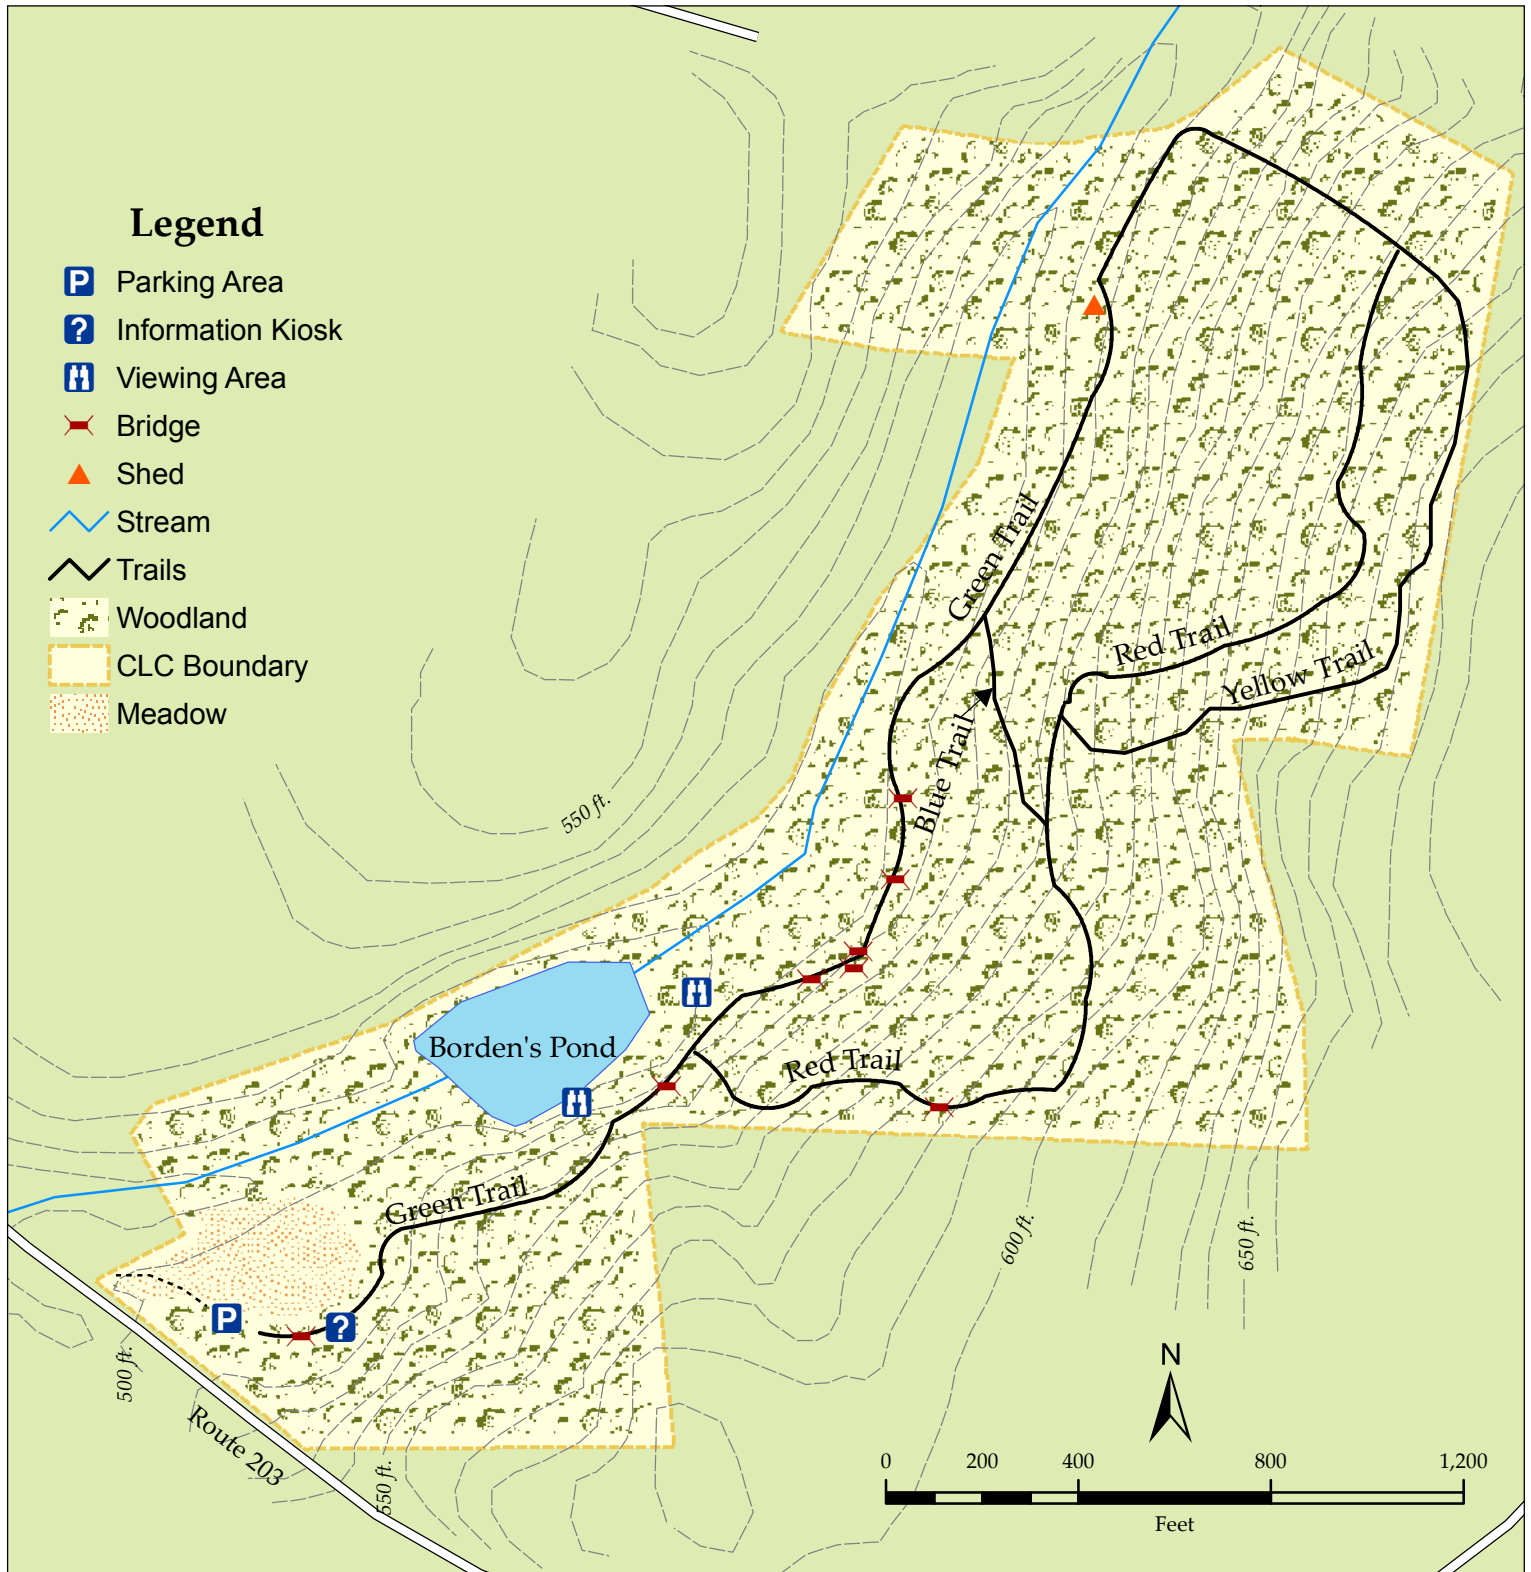 Legend
P Parking Area
? Information Kiosk
Viewing Area
Bridge
Shed
Stream
Trails
Woodland
CLC Boundary
Meadow
Green Trail
Red Trail
Yellow Trail
Blue Trail
550 ft.
Borden's Pond
Red Trail
Green Trail
P
?
600 ft.
650 ft.
500 ft.
Route 203
550 ft.
N
0 200 400 800 1,200
Feet